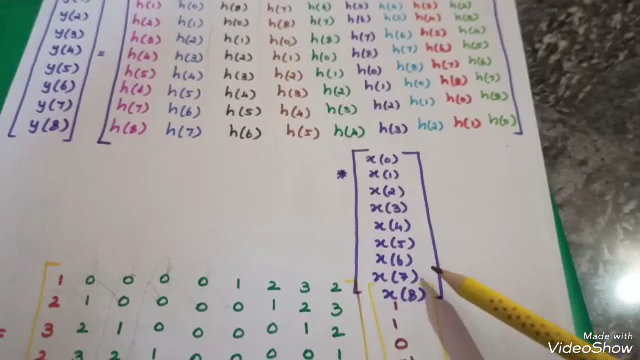 h(1) h(0) h(8) h(7) h(6) h(5) h(4) h(3) h(2)
y(2) h(2) h(1) h(0) h(8) h(7) h(6) h(5) h(4) h(3)
y(3) h(3) h(2) h(1) h(0) h(8) h(7) h(6) h(5) h(4)
y(4) = h(4) h(3) h(2) h(1) h(0) h(8) h(7) h(6) h(5)
y(5) h(5) h(4) h(3) h(2) h(1) h(0) h(8) h(7) h(6)
y(6) h(6) h(5) h(4) h(3) h(2) h(1) h(0) h(8) h(7)
y(7) h(7) h(6) h(5) h(4) h(3) h(2) h(1) h(0) h(8)
y(8) h(8) h(7) h(6) h(5) h(4) h(3) h(2) h(1) h(0)
x(0)
* x(1)
x(2)
x(3)
x(4)
x(5)
x(6)
x(7)
x(8)
1 0 0 0 0 1 2 3 2
2 1 0 0 0 0 1 2 3 1
= 3 2 1 0 0 0 0 1 2 1
2 3 2 1 0 0 0 0 1 0
Made with
VideoShow